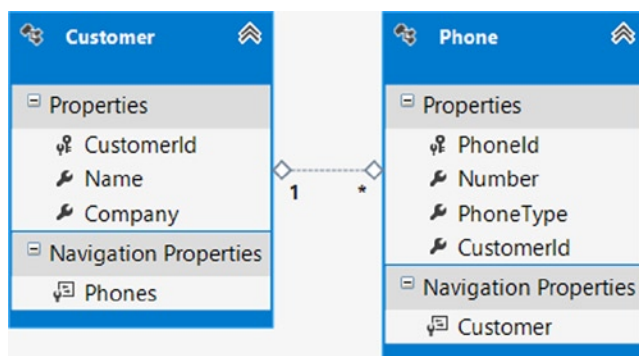 Customer
Properties
CustomerId
Name
Company
Navigation Properties
Phones
1
*
Phone
Properties
PhoneId
Number
PhoneType
CustomerId
Navigation Properties
Customer